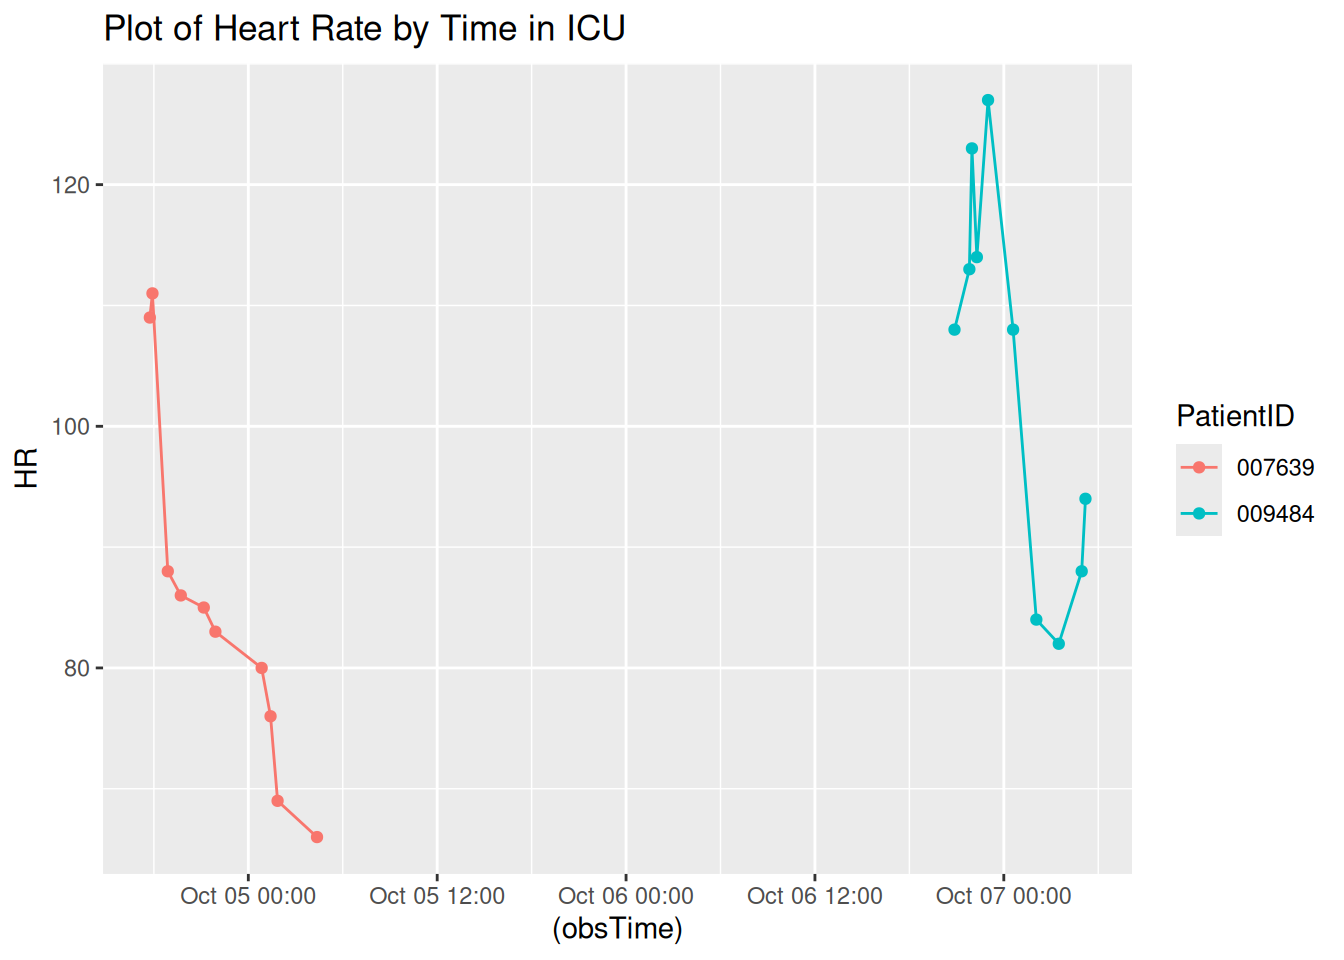 Plot of Heart Rate by Time in ICU
120
100
80
HR
Oct 05 00:00
Oct 05 12:00
Oct 06 00:00
Oct 06 12:00
Oct 07 00:00
(obsTime)
PatientID
007639
009484